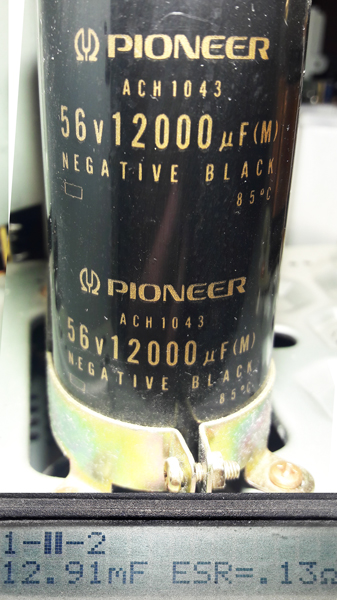 PIONEER
ACH1043
56v12000μF(M)
NEGATIVE BLACK
85°C
PIONEER
ACH1043
56v12000μF(M)
NEGATIVE BLACK
85°C
1-▮▮-2
12.91mF ESR=.13Ω